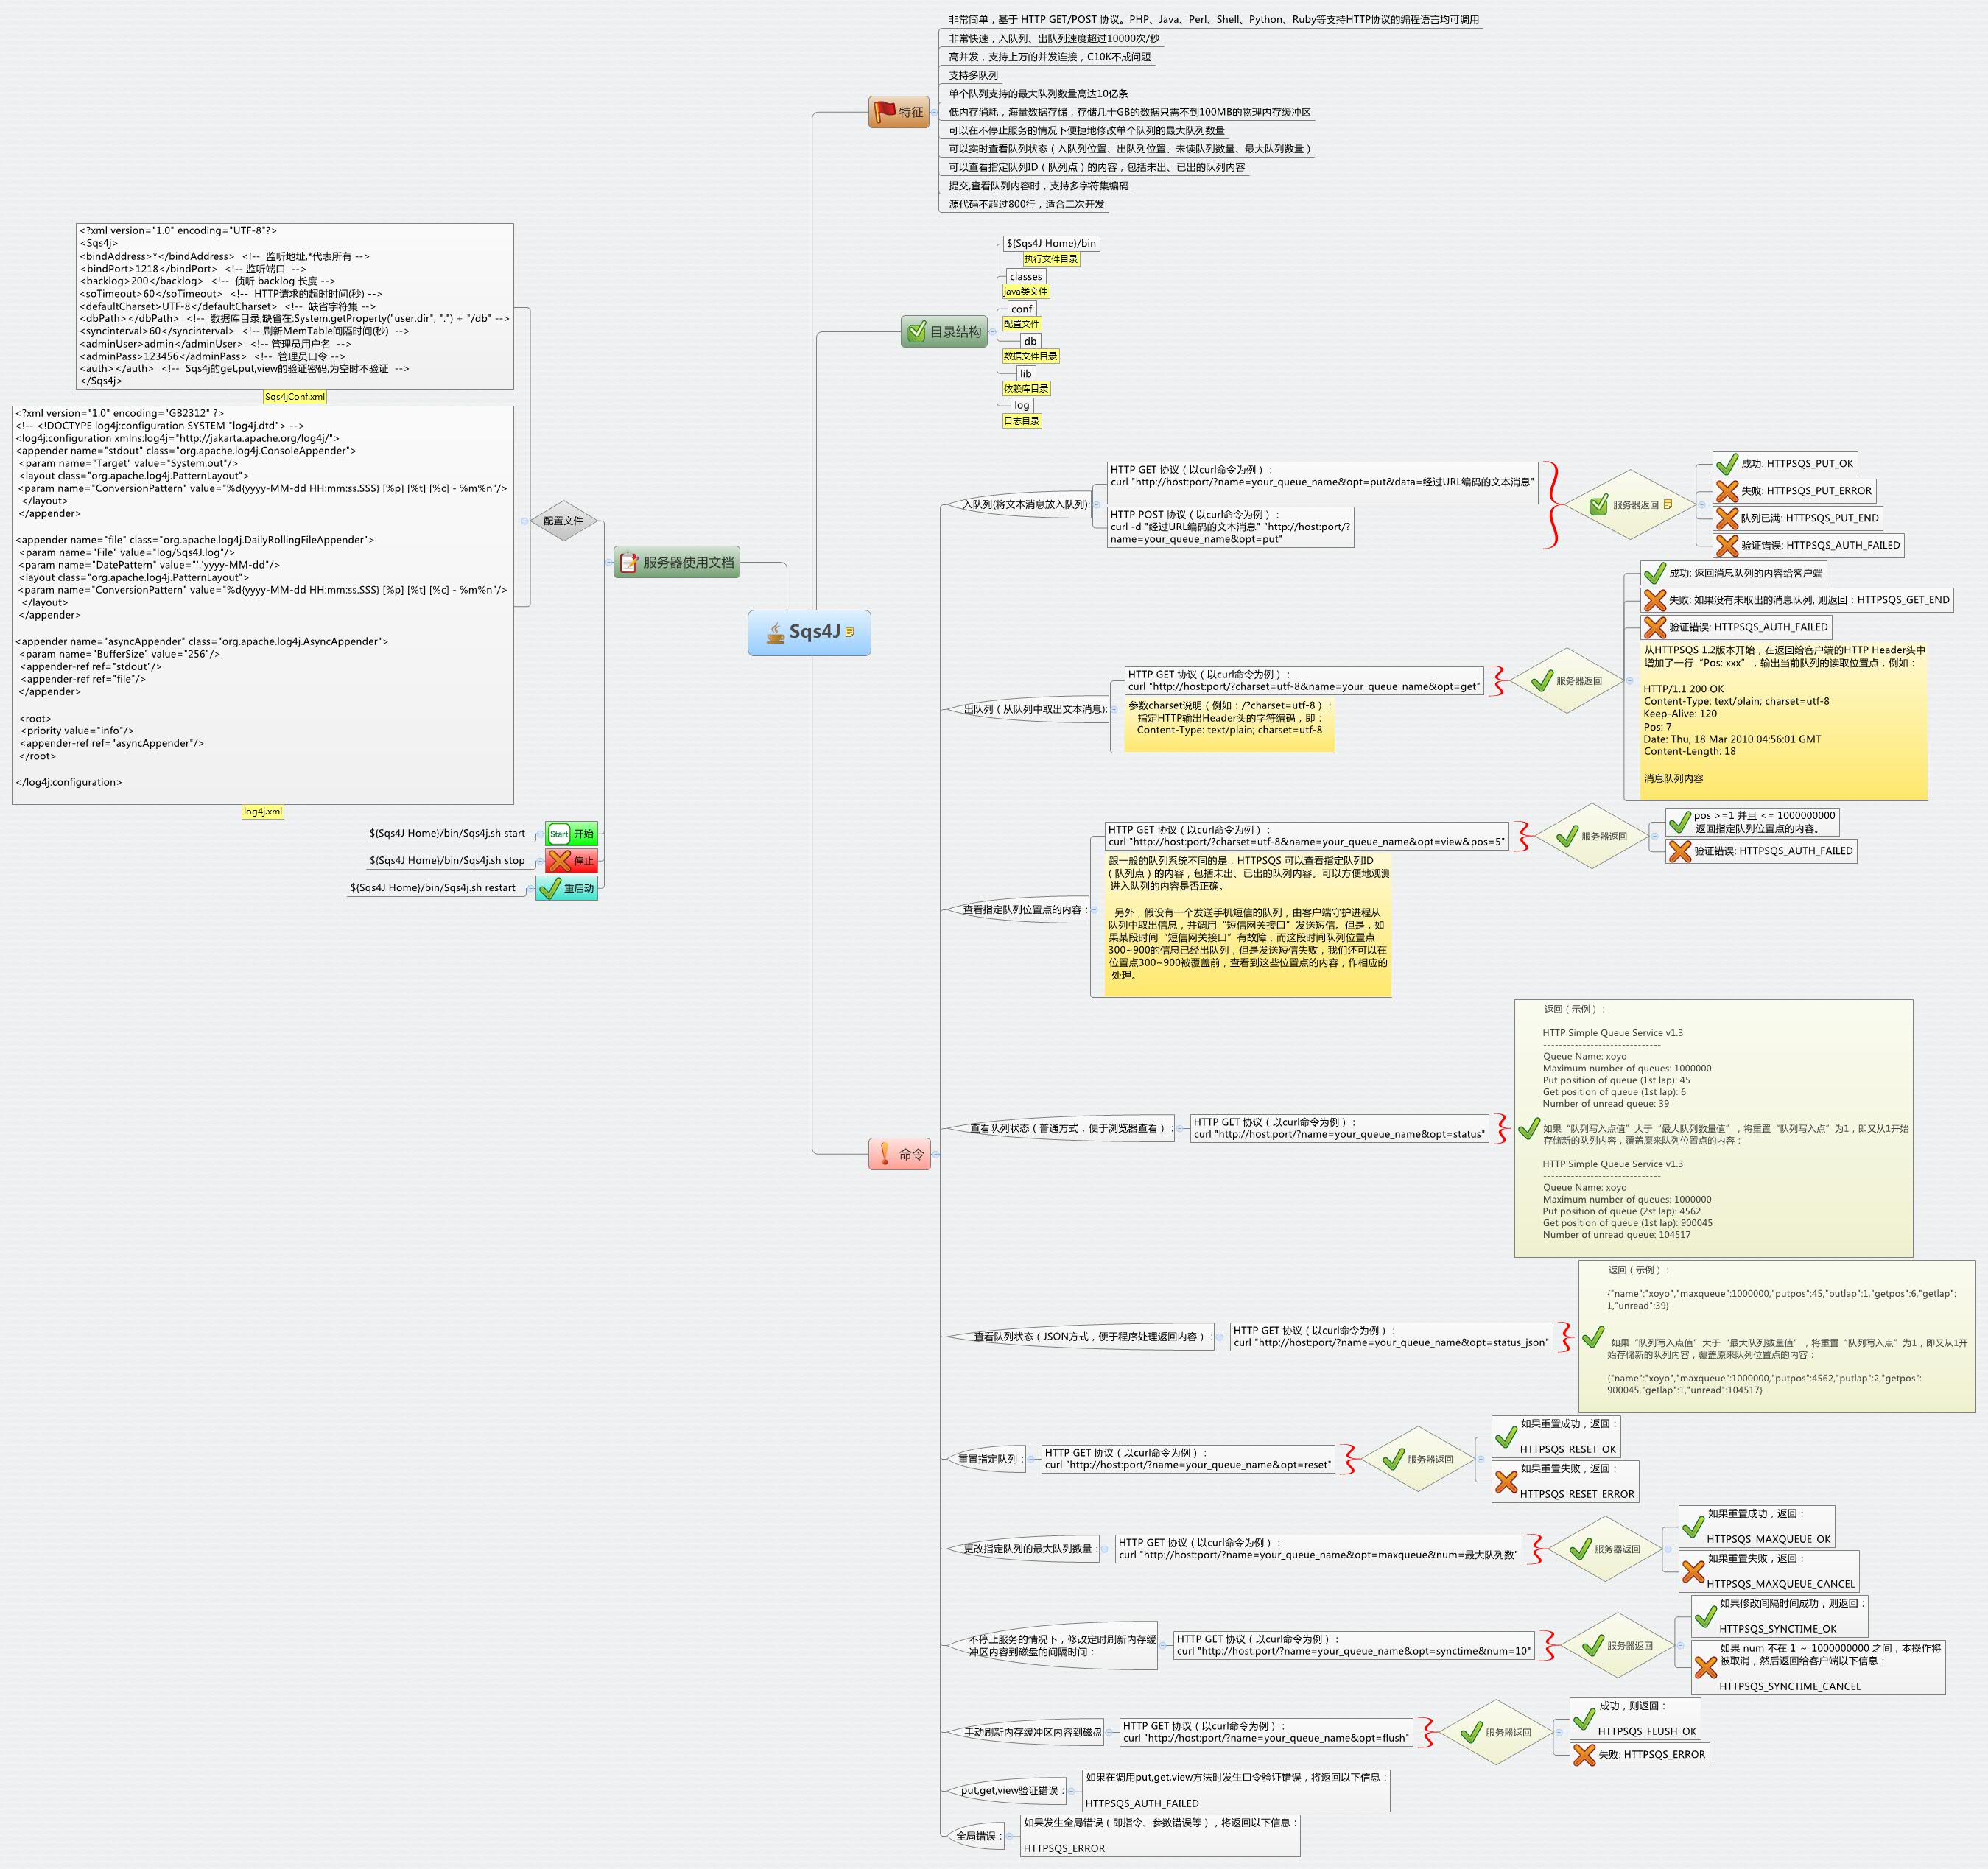 Sqs4J
特征
非常简单，基于 HTTP GET/POST 协议。PHP、Java、Perl、Shell、Python、Ruby等支持HTTP协议的编程语言均可调用
非常快速，入队列、出队列速度超过10000次/秒
高并发，支持上万的并发连接，C10K不成问题
支持多队列
单个队列支持的最大队列数量高达10亿条
低内存消耗，海量数据存储，存储几十GB的数据只需不到100MB的物理内存缓冲区
可以在不停止服务的情况下便捷地修改单个队列的最大队列数量
可以实时查看队列状态（入队列位置、出队列位置、未读队列数量、最大队列数量）
可以查看指定队列ID（队列点）的内容，包括未出、已出的队列内容
提交,查看队列内容时，支持多字符集编码
源代码不超过800行，适合二次开发
目录结构
${Sqs4J Home}/bin
执行文件目录
classes
java类文件
conf
配置文件
db
数据文件目录
lib
依赖库目录
log
日志目录
服务器使用文档
配置文件
<?xml version="1.0" encoding="UTF-8"?>
<Sqs4j>
<bindAddress>*</bindAddress>  <!--  监听地址,*代表所有 -->
<bindPort>1218</bindPort>  <!-- 监听端口  -->
<backlog>200</backlog>  <!--  侦听 backlog 长度 -->
<soTimeout>60</soTimeout>  <!--  HTTP请求的超时时间(秒) -->
<defaultCharset>UTF-8</defaultCharset>  <!--  缺省字符集 -->
<dbPath></dbPath>  <!--  数据库目录,缺省在:System.getProperty("user.dir", ".") + "/db" -->
<syncinterval>60</syncinterval>  <!-- 刷新MemTable间隔时间(秒)  -->
<adminUser>admin</adminUser>  <!-- 管理员用户名  -->
<adminPass>123456</adminPass>  <!--  管理员口令 -->
<auth></auth>  <!--  Sqs4j的get,put,view的验证密码,为空时不验证  -->
</Sqs4j>
Sqs4jConf.xml
<?xml version="1.0" encoding="GB2312" ?>
<!-- <!DOCTYPE log4j:configuration SYSTEM "log4j.dtd"> -->
<log4j:configuration xmlns:log4j="http://jakarta.apache.org/log4j/">
<appender name="stdout" class="org.apache.log4j.ConsoleAppender">
<param name="Target" value="System.out"/>
<layout class="org.apache.log4j.PatternLayout">
<param name="ConversionPattern" value="%d{yyyy-MM-dd HH:mm:ss.SSS} [%p] [%t] [%c] - %m%n"/>
</layout>
</appender>
<appender name="file" class="org.apache.log4j.DailyRollingFileAppender">
<param name="File" value="log/Sqs4J.log"/>
<param name="DatePattern" value="'.'yyyy-MM-dd"/>
<layout class="org.apache.log4j.PatternLayout">
<param name="ConversionPattern" value="%d{yyyy-MM-dd HH:mm:ss.SSS} [%p] [%t] [%c] - %m%n"/>
</layout>
</appender>
<appender name="asyncAppender" class="org.apache.log4j.AsyncAppender">
<param name="BufferSize" value="256"/>
<appender-ref ref="stdout"/>
<appender-ref ref="file"/>
</appender>
<root>
<priority value="info"/>
<appender-ref ref="asyncAppender"/>
</root>
</log4j:configuration>
log4j.xml
Start 开始
${Sqs4J Home}/bin/Sqs4j.sh start
停止
${Sqs4J Home}/bin/Sqs4j.sh stop
重启动
${Sqs4J Home}/bin/Sqs4j.sh restart
命令
入队列(将文本消息放入队列):
HTTP GET 协议（以curl命令为例）：
curl "http://host:port/?name=your_queue_name&opt=put&data=经过URL编码的文本消息"
HTTP POST 协议（以curl命令为例）：
curl -d "经过URL编码的文本消息" "http://host:port/?
name=your_queue_name&opt=put"
服务器返回
成功: HTTPSQS_PUT_OK
失败: HTTPSQS_PUT_ERROR
队列已满: HTTPSQS_PUT_END
验证错误: HTTPSQS_AUTH_FAILED
出队列（从队列中取出文本消息):
HTTP GET 协议（以curl命令为例）：
curl "http://host:port/?charset=utf-8&name=your_queue_name&opt=get"
参数charset说明（例如：/?charset=utf-8）：
指定HTTP输出Header头的字符编码，即：
Content-Type: text/plain; charset=utf-8
服务器返回
成功: 返回消息队列的内容给客户端
失败: 如果没有未取出的消息队列, 则返回：HTTPSQS_GET_END
验证错误: HTTPSQS_AUTH_FAILED
从HTTPSQS 1.2版本开始，在返回给客户端的HTTP Header头中
增加了一行“Pos: xxx”，输出当前队列的读取位置点，例如：
HTTP/1.1 200 OK
Content-Type: text/plain; charset=utf-8
Keep-Alive: 120
Pos: 7
Date: Thu, 18 Mar 2010 04:56:01 GMT
Content-Length: 18
消息队列内容
查看指定队列位置点的内容：
HTTP GET 协议（以curl命令为例）：
curl "http://host:port/?charset=utf-8&name=your_queue_name&opt=view&pos=5"
跟一般的队列系统不同的是，HTTPSQS 可以查看指定队列ID
（队列点）的内容，包括未出、已出的队列内容。可以方便地观测
进入队列的内容是否正确。
另外，假设有一个发送手机短信的队列，由客户端守护进程从
队列中取出信息，并调用“短信网关接口”发送短信。但是，如
果某段时间“短信网关接口”有故障，而这段时间队列位置点
300~900的信息已经出队列，但是发送短信失败，我们还可以在
位置点300~900被覆盖前，查看到这些位置点的内容，作相应的
处理。
服务器返回
pos >=1 并且 <= 1000000000
返回指定队列位置点的内容。
验证错误: HTTPSQS_AUTH_FAILED
查看队列状态（普通方式，便于浏览器查看）：
HTTP GET 协议（以curl命令为例）：
curl "http://host:port/?name=your_queue_name&opt=status"
返回（示例）：
HTTP Simple Queue Service v1.3
------------------------------
Queue Name: xoyo
Maximum number of queues: 1000000
Put position of queue (1st lap): 45
Get position of queue (1st lap): 6
Number of unread queue: 39
如果“队列写入点值”大于“最大队列数量值”，将重置“队列写入点”为1，即又从1开始
存储新的队列内容，覆盖原来队列位置点的内容：
HTTP Simple Queue Service v1.3
------------------------------
Queue Name: xoyo
Maximum number of queues: 1000000
Put position of queue (2st lap): 4562
Get position of queue (1st lap): 900045
Number of unread queue: 104517
查看队列状态（JSON方式，便于程序处理返回内容）：
HTTP GET 协议（以curl命令为例）：
curl "http://host:port/?name=your_queue_name&opt=status_json"
返回（示例）：
{"name":"xoyo","maxqueue":1000000,"putpos":45,"putlap":1,"getpos":6,"getlap":
1,"unread":39}
如果“队列写入点值”大于“最大队列数量值”，将重置“队列写入点”为1，即又从1开
始存储新的队列内容，覆盖原来队列位置点的内容：
{"name":"xoyo","maxqueue":1000000,"putpos":4562,"putlap":2,"getpos":
900045,"getlap":1,"unread":104517}
重置指定队列：
HTTP GET 协议（以curl命令为例）：
curl "http://host:port/?name=your_queue_name&opt=reset"
服务器返回
如果重置成功，返回：
HTTPSQS_RESET_OK
如果重置失败，返回：
HTTPSQS_RESET_ERROR
更改指定队列的最大队列数量：
HTTP GET 协议（以curl命令为例）：
curl "http://host:port/?name=your_queue_name&opt=maxqueue&num=最大队列数"
服务器返回
如果重置成功，返回：
HTTPSQS_MAXQUEUE_OK
如果重置失败，返回：
HTTPSQS_MAXQUEUE_CANCEL
不停止服务的情况下，修改定时刷新内存缓
冲区内容到磁盘的间隔时间：
HTTP GET 协议（以curl命令为例）：
curl "http://host:port/?name=your_queue_name&opt=synctime&num=10"
服务器返回
如果修改间隔时间成功，则返回：
HTTPSQS_SYNCTIME_OK
如果 num 不在 1 ~ 1000000000 之间，本操作将
被取消，然后返回给客户端以下信息：
HTTPSQS_SYNCTIME_CANCEL
手动刷新内存缓冲区内容到磁盘
HTTP GET 协议（以curl命令为例）：
curl "http://host:port/?name=your_queue_name&opt=flush"
服务器返回
成功，则返回：
HTTPSQS_FLUSH_OK
失败: HTTPSQS_ERROR
put,get,view验证错误：
如果在调用put,get,view方法时发生口令验证错误，将返回以下信息：
HTTPSQS_AUTH_FAILED
全局错误：
如果发生全局错误（即指令、参数错误等），将返回以下信息：
HTTPSQS_ERROR